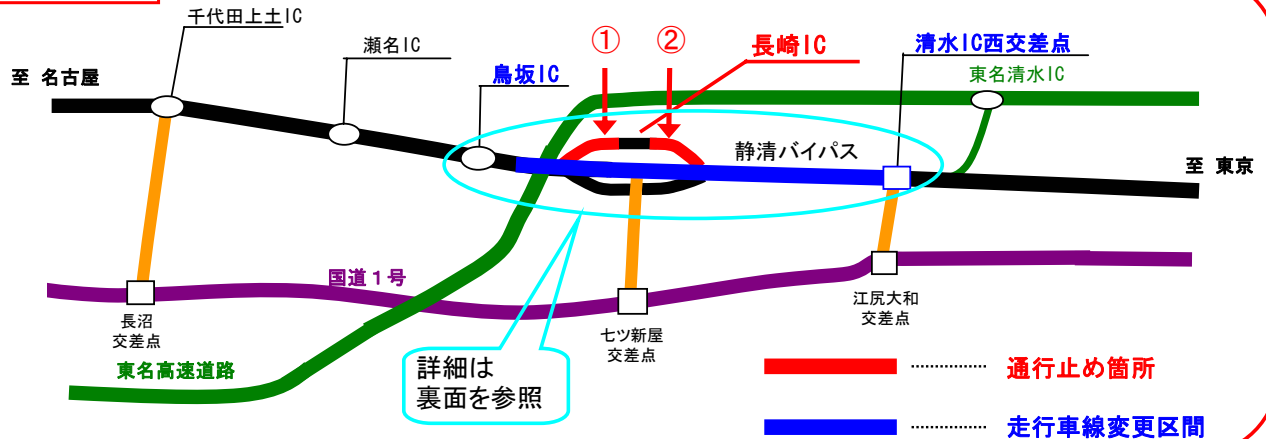 千代田上土IC
瀬名IC
鳥坂IC
①
②
長崎IC
清水IC西交差点
東名清水IC
至 名古屋
静清バイパス
至 東京
国道１号
長沼
交差点
七ツ新屋
交差点
江尻大和
交差点
東名高速道路
詳細は
裏面を参照
通行止め箇所
走行車線変更区間